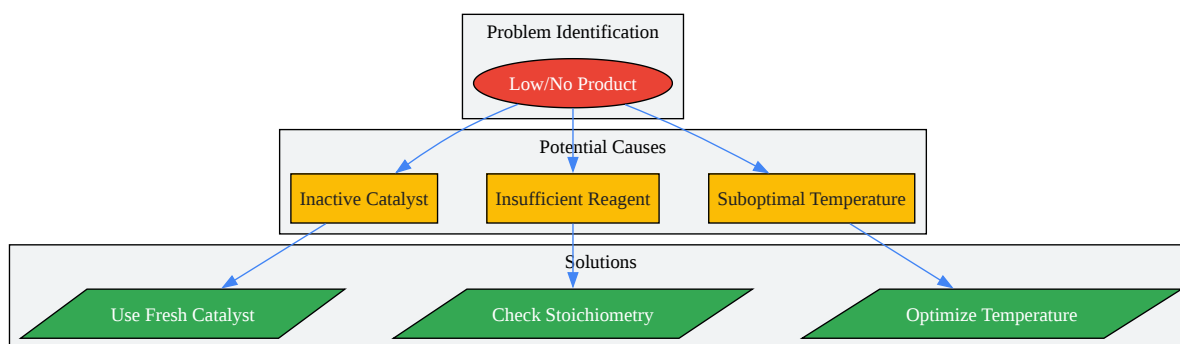 Problem Identification
Low/No Product
Potential Causes
Inactive Catalyst
Insufficient Reagent
Suboptimal Temperature
Solutions
Use Fresh Catalyst
Check Stoichiometry
Optimize Temperature